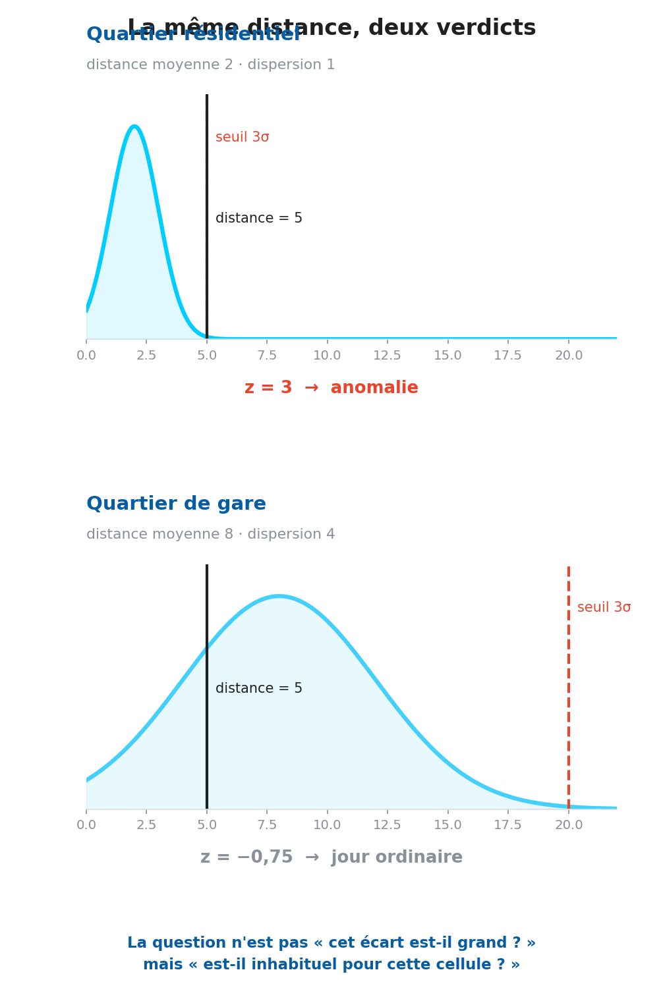 La même distance, deux verdicts
Quartier résidentiel
distance moyenne 2 · dispersion 1
seuil 3σ
distance = 5
0.0 2.5 5.0 7.5 10.0 12.5 15.0 17.5 20.0
z = 3 → anomalie
Quartier de gare
distance moyenne 8 · dispersion 4
seuil 3σ
distance = 5
0.0 2.5 5.0 7.5 10.0 12.5 15.0 17.5 20.0
z = −0,75 → jour ordinaire
La question n'est pas « cet écart est-il grand ? »
mais « est-il inhabituel pour cette cellule ? »